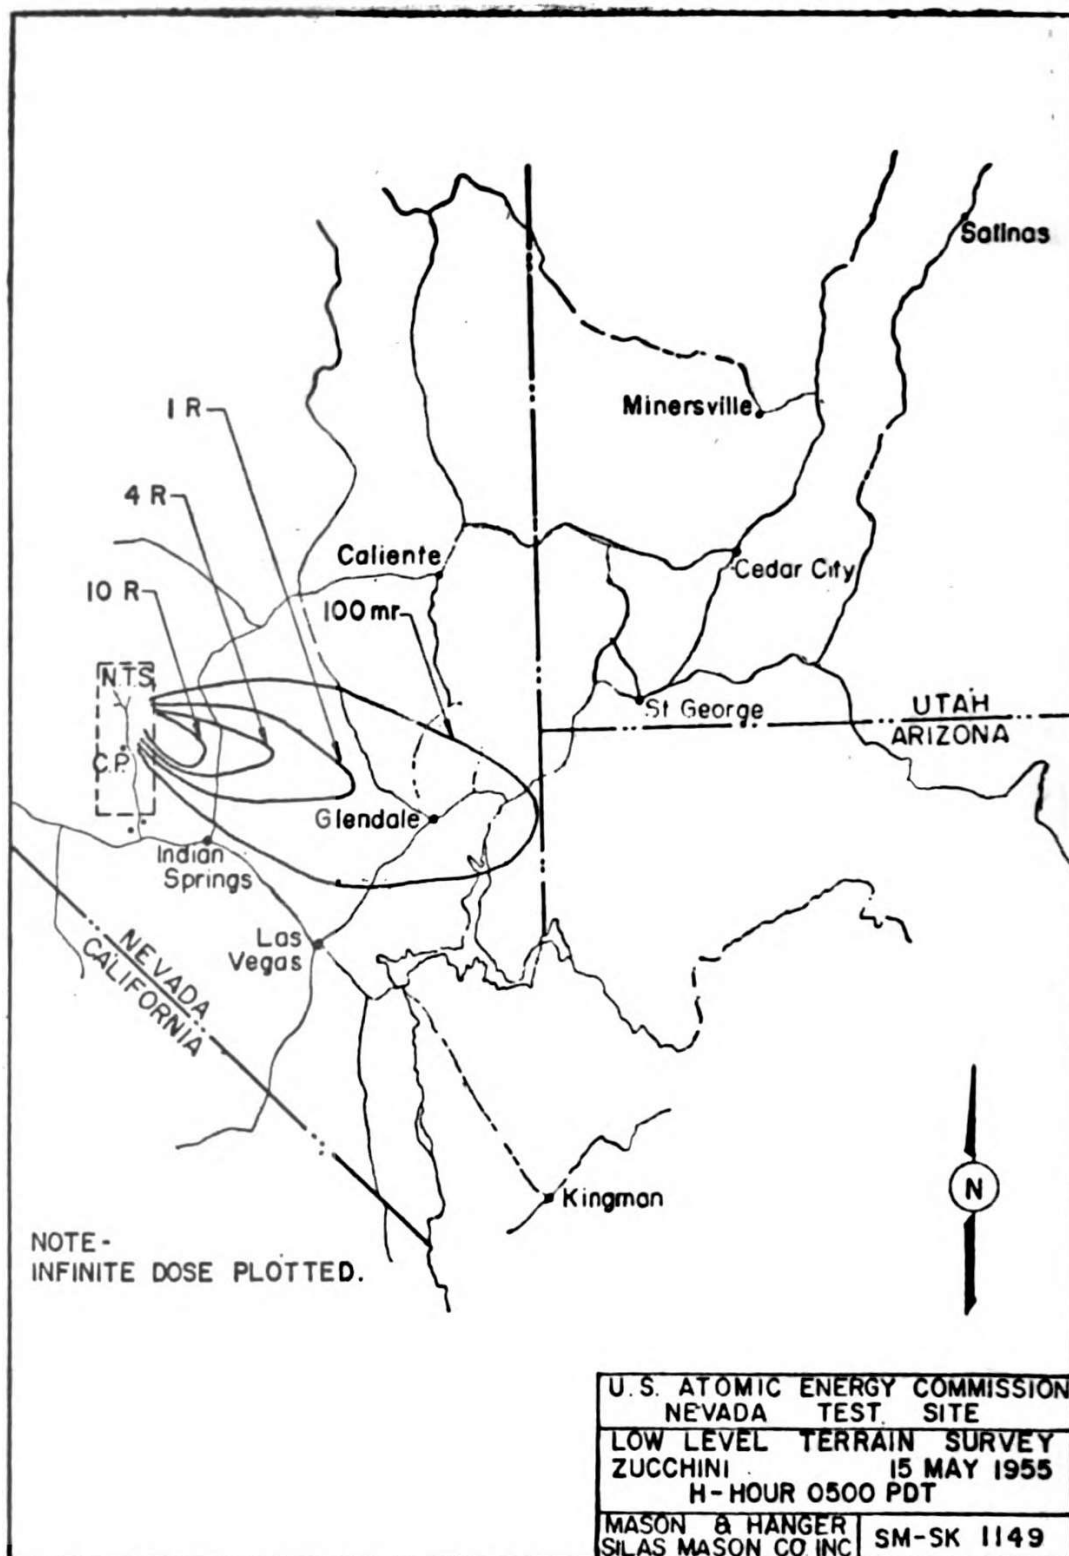 Satinas
Minersville
1 R
4 R
Caliente
Cedar City
10 R
100 mr
N.T.S.
St George
UTAH
ARIZONA
C.P.
Glendale
Indian
Springs
Las
Vegas
NEVADA
CALIFORNIA
Kingman
N
NOTE-
INFINITE DOSE PLOTTED.
U.S. ATOMIC ENERGY COMMISSION
NEVADA TEST SITE
LOW LEVEL TERRAIN SURVEY
ZUCCHINI 15 MAY 1955
H-HOUR 0500 PDT
MASON & HANGER
SILAS MASON CO. INC
SM-SK 1149